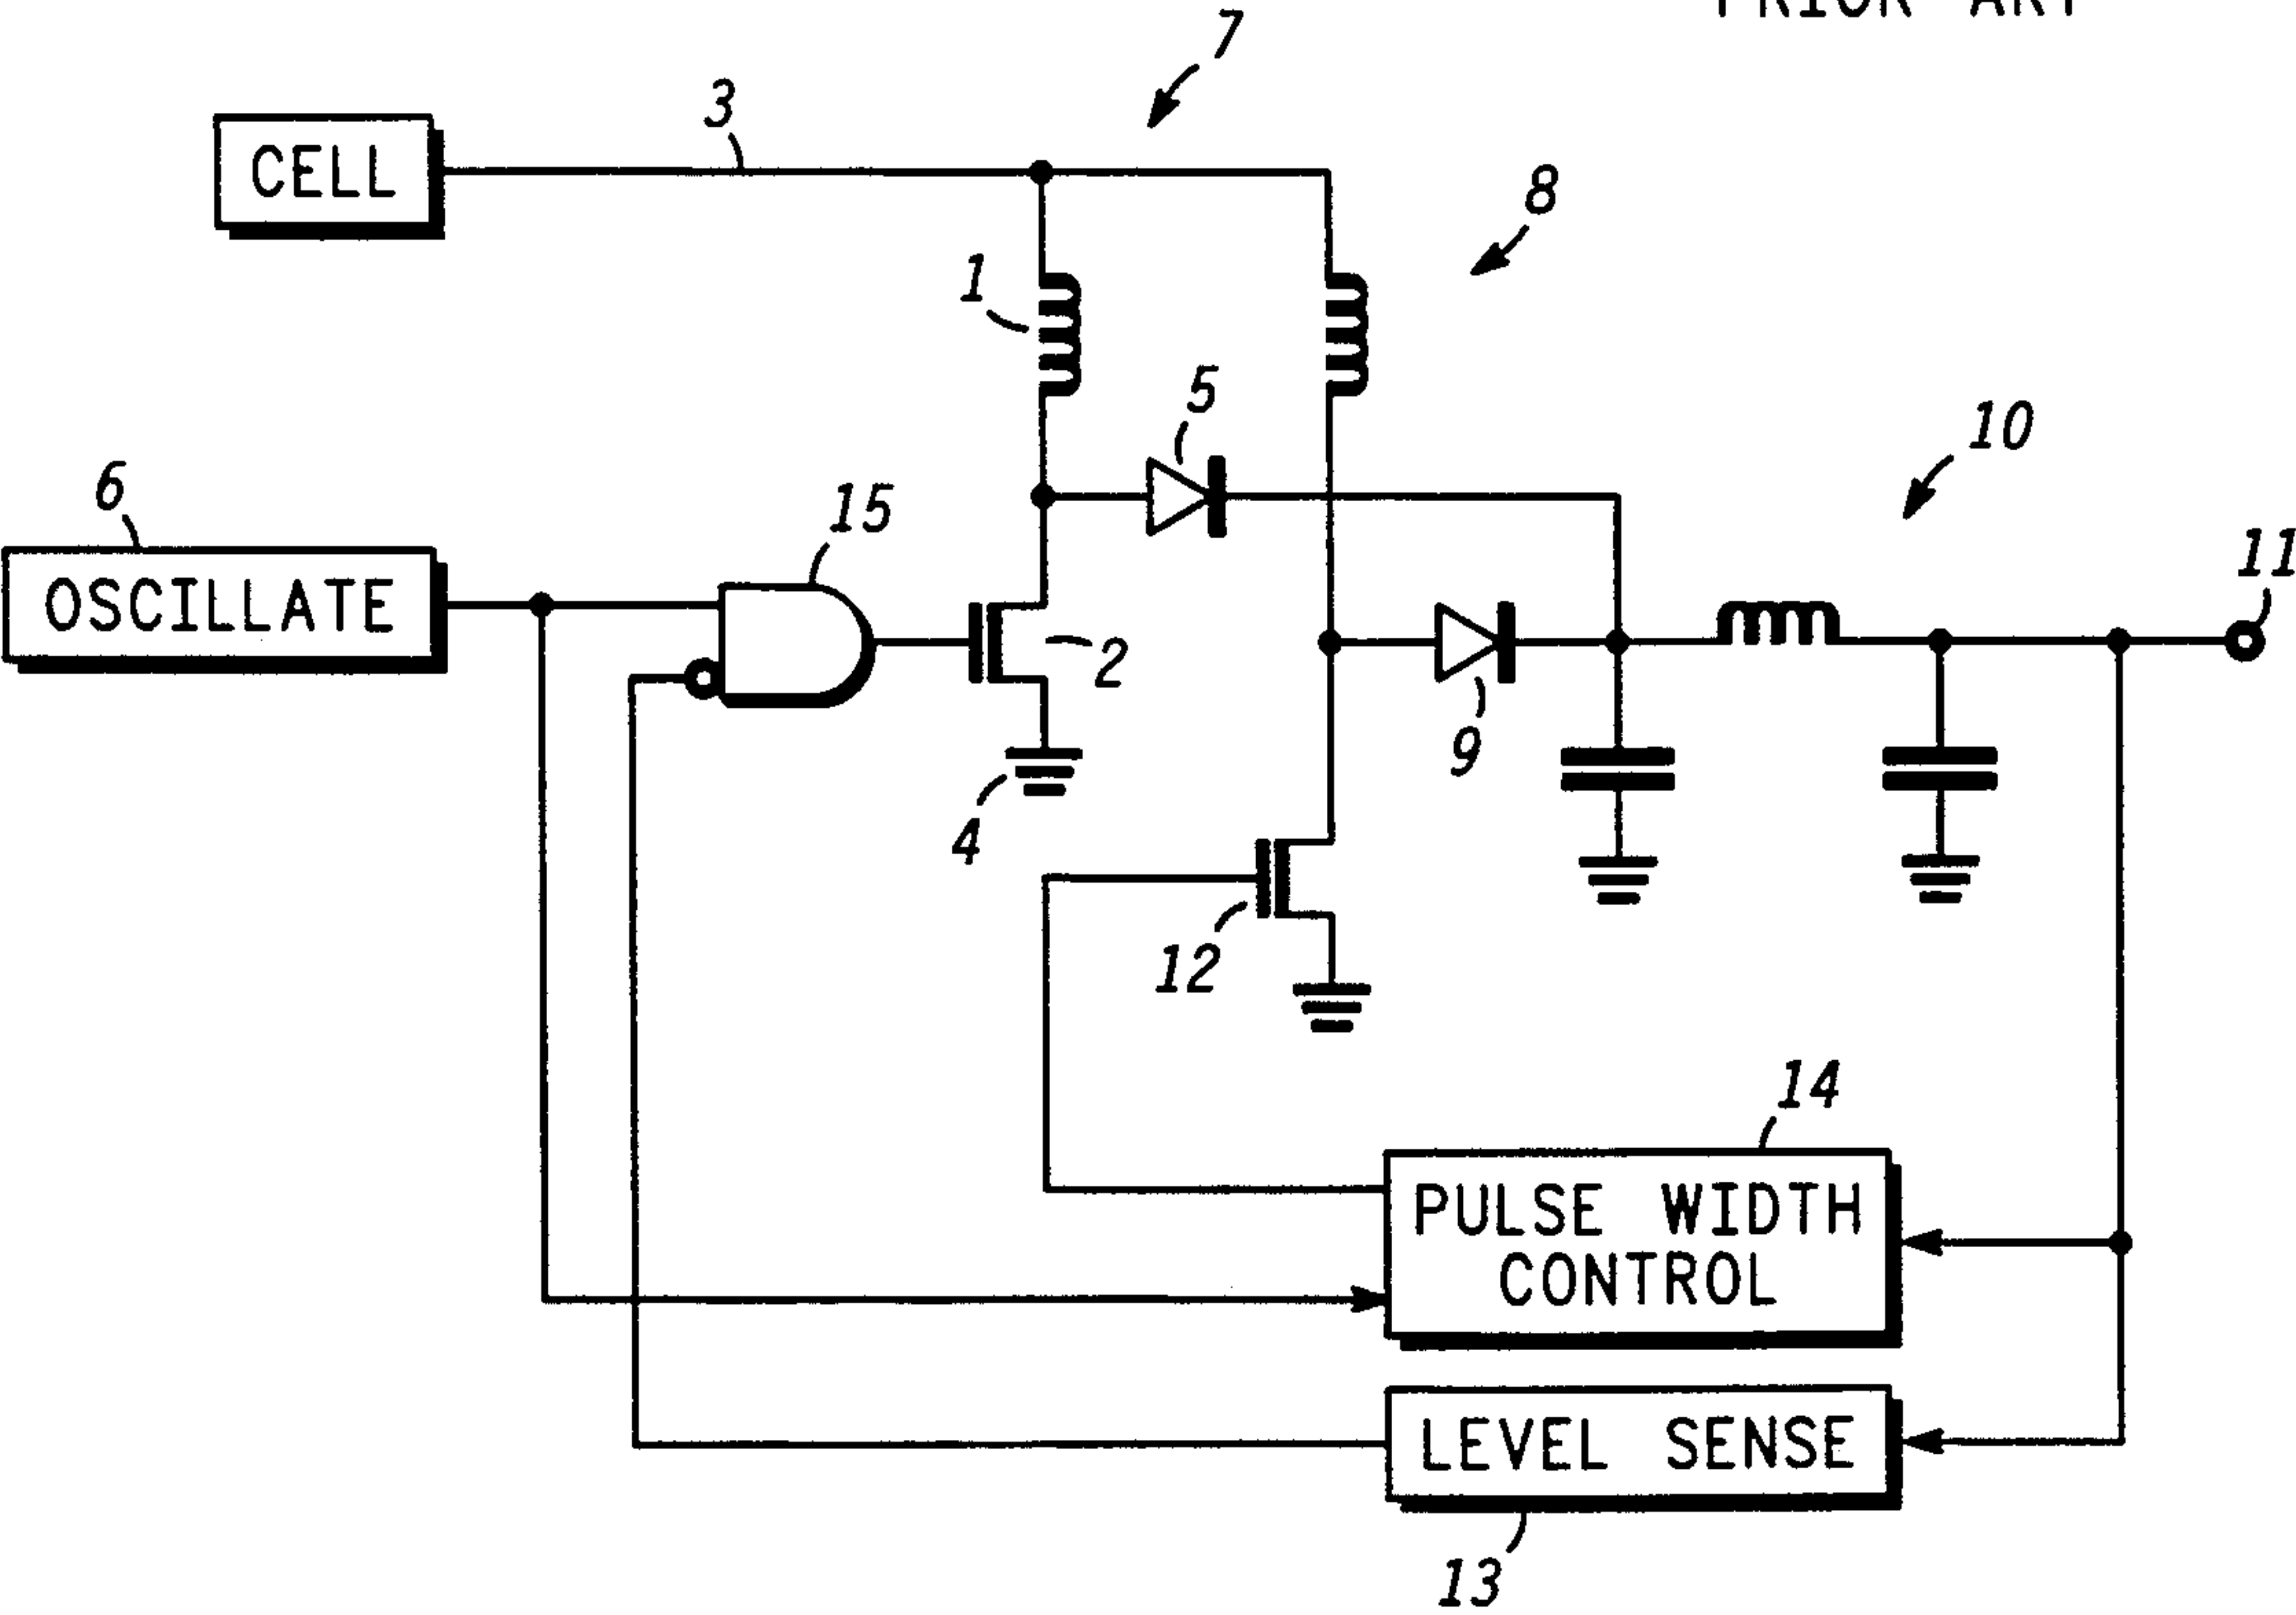 PRIOR ART
7
3
CELL
8
1
5
10
6
15
11
OSCILLATE
2
9
4
12
14
PULSE WIDTH
CONTROL
LEVEL SENSE
13